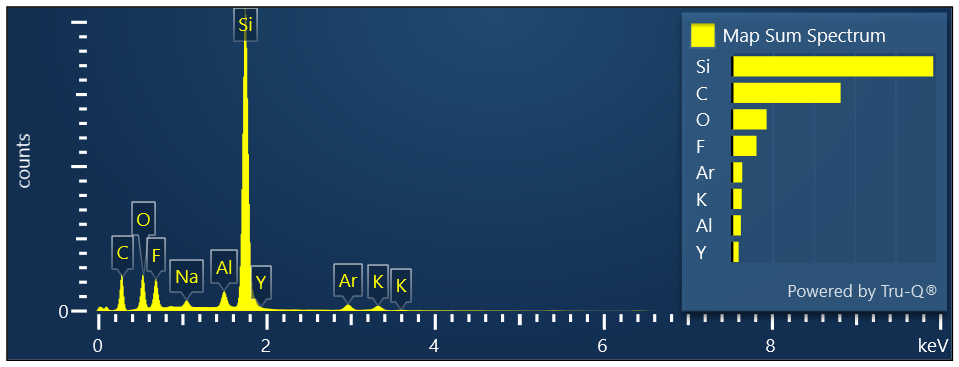 counts
0
C
O
F
Na
Al
Si
Y
Ar
K
K
0
2
4
6
8
keV
Map Sum Spectrum
Si
C
O
F
Ar
K
Al
Y
Powered by Tru-Q®